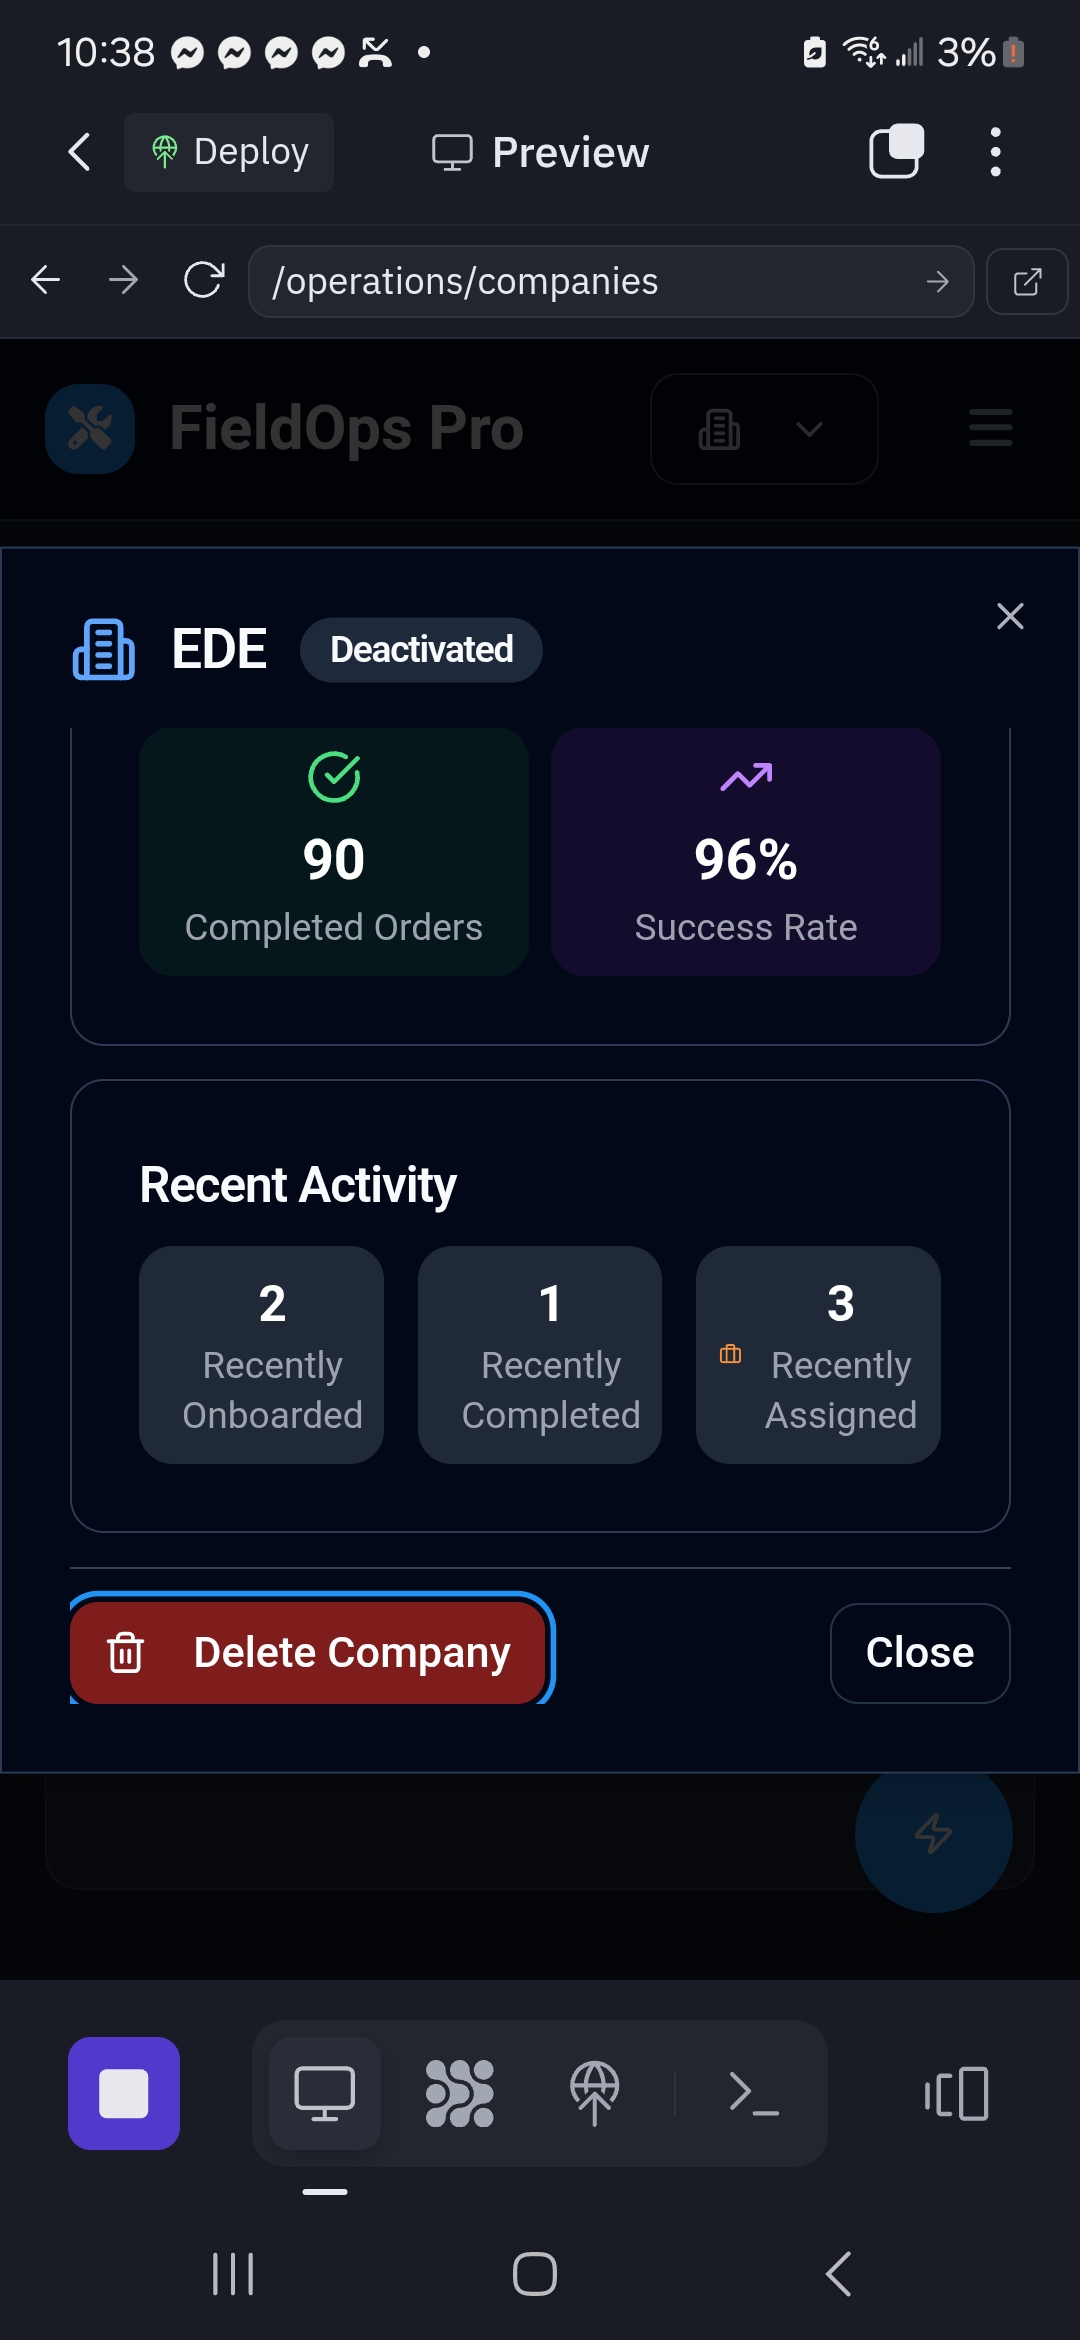 10:38
6
3%
Deploy
Preview
/operations/companies
FieldOps Pro
EDE
Deactivated
90
96%
Completed Orders
Success Rate
Recent Activity
2
1
3
Recently
Onboarded
Recently
Completed
Recently
Assigned
Delete Company
Close